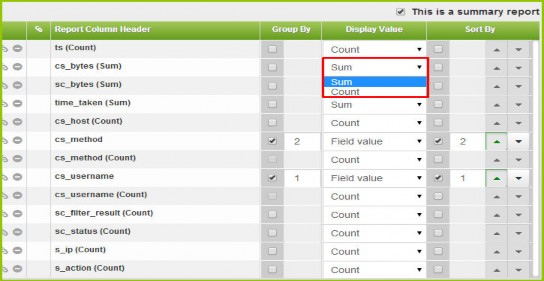 This is a summary report
Report Column Header Group By Display Value Sort By
ts (Count) Count
cs_bytes (Sum) Sum
Sum
sc_bytes (Sum)
Count
time_taken (Sum) Sum
cs_host (Count) Count
cs_method 2 Field value 2
cs_method (Count) Count
cs_username 1 Field value 1
cs_username (Count) Count
sc_filter_result (Count) Count
sc_status (Count) Count
s_ip (Count) Count
s_action (Count) Count